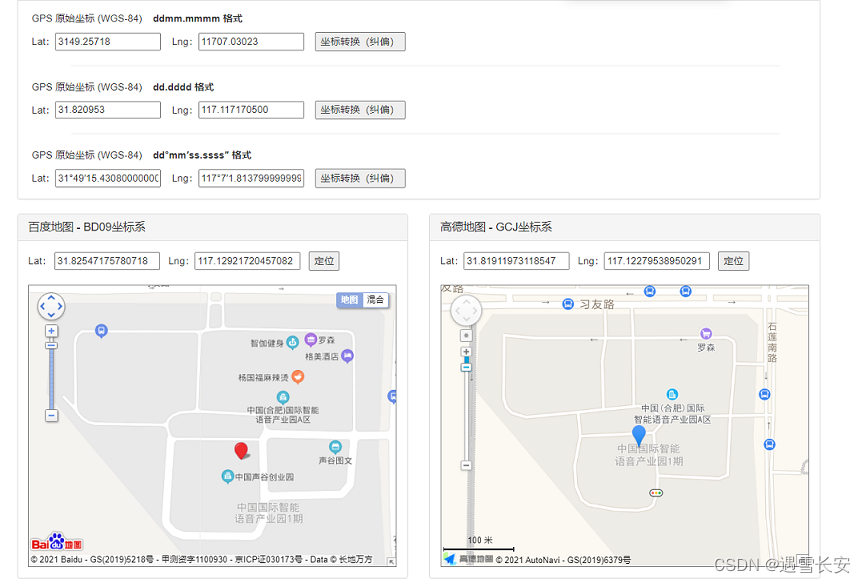 GPS 原始坐标 (WGS-84) ddmm.mmmm 格式
Lat: 3149.25718 Lng: 11707.03023 坐标转换（纠偏）
GPS 原始坐标 (WGS-84) dd.dddd 格式
Lat: 31.820953 Lng: 117.117170500 坐标转换（纠偏）
GPS 原始坐标 (WGS-84) dd°mm'ss.ssss" 格式
Lat: 31°49'15.4308000000 Lng: 117°7'1.813799999999 坐标转换（纠偏）
百度地图 - BD09坐标系
Lat: 31.82547175780718 Lng: 117.12921720457082 定位
地图 混合
智伽健身
罗森
格美酒店
杨国福麻辣烫
中国(合肥)国际智能
语音产业园A区
声谷图文
中国声谷创业园
中国国际智能
语音产业园1期
Bai du 地图
© 2021 Baidu - GS(2019)5218号 - 甲测资字1100930 - 京ICP证030173号 - Data © 长地万方
高德地图 - GCJ坐标系
Lat: 31.81911973118547 Lng: 117.12279538950291 定位
友路
习友路
石莲南路
罗森
中国(合肥)国际
智能语音产业园A区
中国国际智能
语音产业园1期
100 米
高德地图 © 2021 AutoNavi - GS(2019)6379号
CSDN @遇雪长安